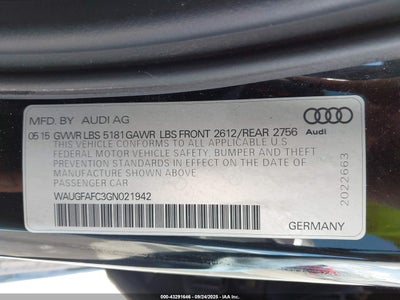 MFD. BY AUDI AG
05 15 GVWR LBS 5181 GAWR LBS FRONT 2612/REAR 2756
THIS VEHICLE CONFORMS TO ALL APPLICABLE U.S
FEDERAL MOTOR VEHICLE SAFETY, BUMPER AND THEFT
PREVENTION STANDARDS IN EFFECT ON THE DATE OF
MANUFACTURE SHOWN ABOVE.
PASSENGER CAR
WAUGFAFC3GN021942
Audi
2022663
GERMANY
000-43291646 - 09/24/2025 - IAAI